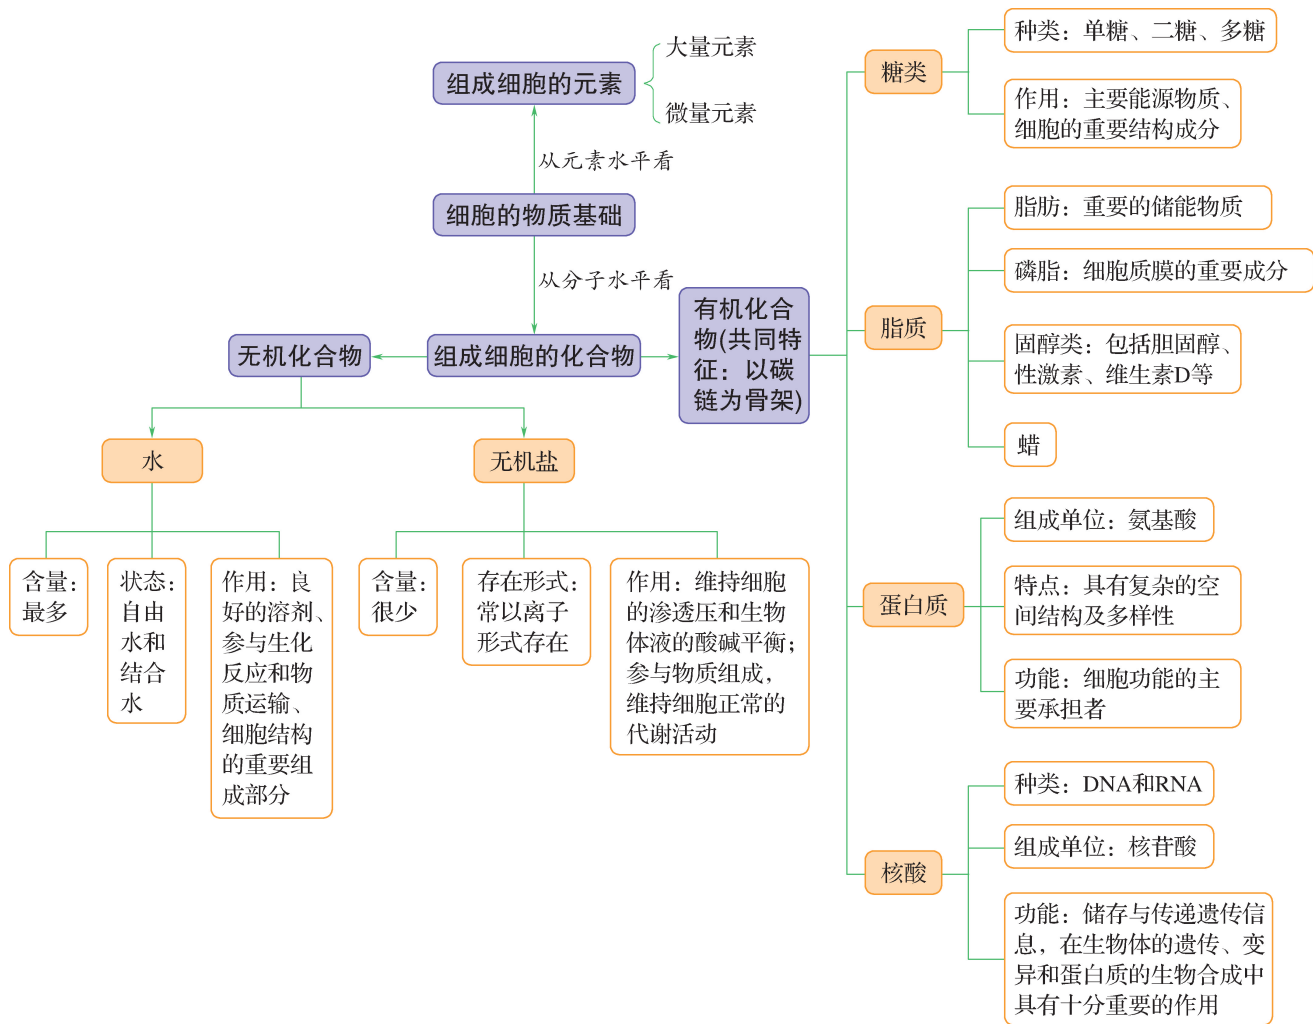 组成细胞的元素
大量元素
微量元素
从元素水平看
细胞的物质基础
从分子水平看
组成细胞的化合物
无机化合物
水
含量：
最多
状态：
自由
水和
结合
水
作用：良
好的溶剂、
参与生化
反应和物
质运输、
细胞结构
的重要组
成部分
无机盐
含量：
很少
存在形式：
常以离子
形式存在
作用：维持细胞
的渗透压和生物
体液的酸碱平衡；
参与物质组成，
维持细胞正常的
代谢活动
有机化合
物(共同特
征：以碳
链为骨架)
糖类
种类：单糖、二糖、多糖
作用：主要能源物质、
细胞的重要结构成分
脂质
脂肪：重要的储能物质
磷脂：细胞质膜的重要成分
固醇类：包括胆固醇、
性激素、维生素D等
蜡
蛋白质
组成单位：氨基酸
特点：具有复杂的空
间结构及多样性
功能：细胞功能的主
要承担者
核酸
种类：DNA和RNA
组成单位：核苷酸
功能：储存与传递遗传信
息，在生物体的遗传、变
异和蛋白质的生物合成中
具有十分重要的作用